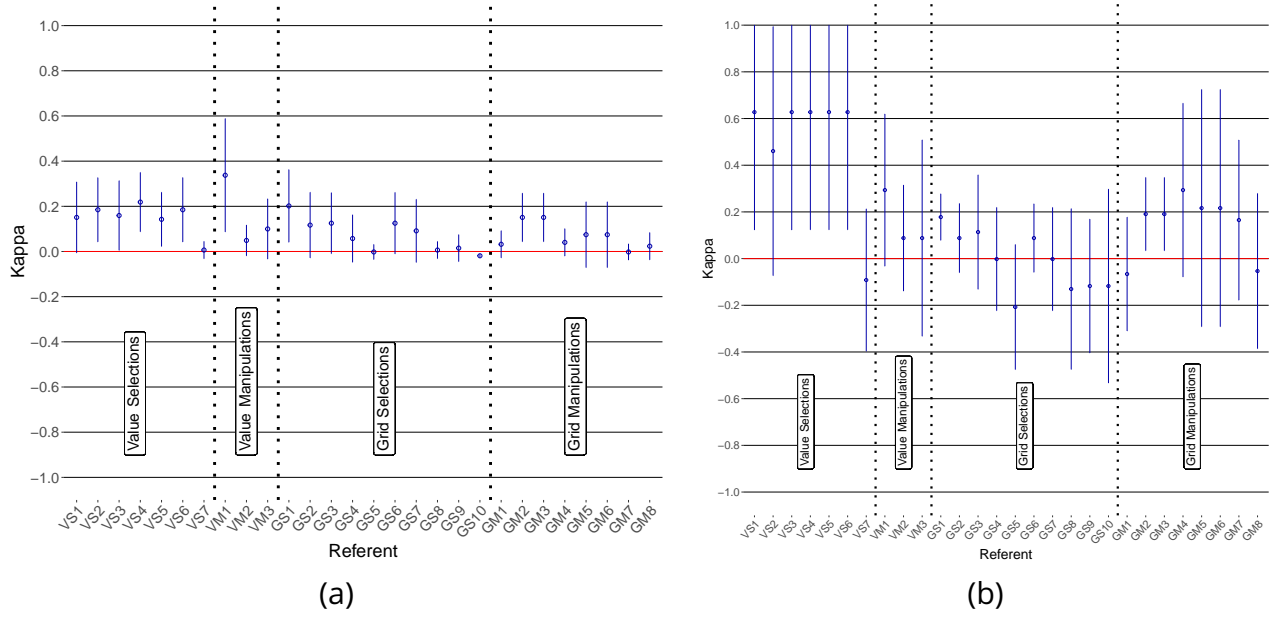 1.0
0.8
0.6
0.4
0.2
0.0
−0.2
−0.4
−0.6
−0.8
−1.0
Kappa
Value Selections
Value Manipulations
Grid Selections
Grid Manipulations
VS1 VS2 VS3 VS4 VS5 VS6 VS7 VM1 VM2 VM3 GS1 GS2 GS3 GS4 GS5 GS6 GS7 GS8 GS9 GS10 GM1 GM2 GM3 GM4 GM5 GM6 GM7 GM8
Referent
(a)
1.0
0.8
0.6
0.4
0.2
0.0
−0.2
−0.4
−0.6
−0.8
−1.0
Kappa
Value Selections
Value Manipulations
Grid Selections
Grid Manipulations
VS1 VS2 VS3 VS4 VS5 VS6 VS7 VM1 VM2 VM3 GS1 GS2 GS3 GS4 GS5 GS6 GS7 GS8 GS9 GS10 GM1 GM2 GM3 GM4 GM5 GM6 GM7 GM8
Referent
(b)